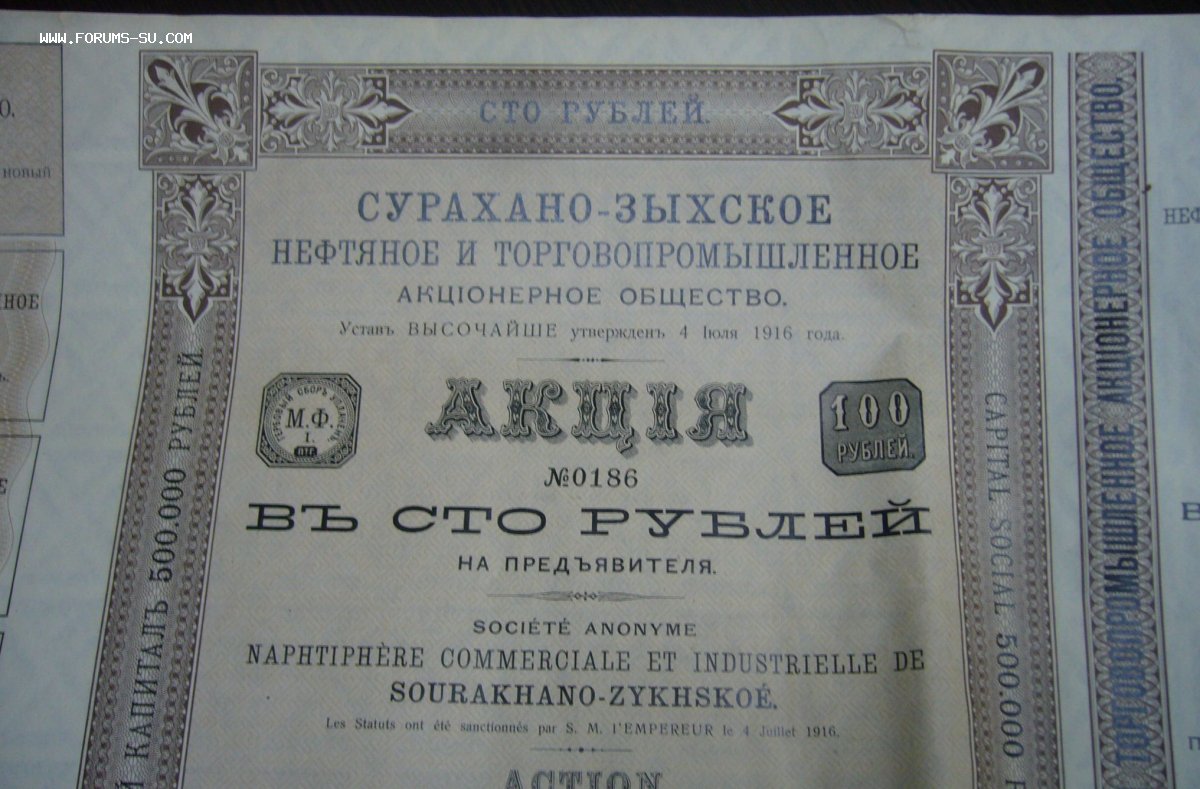 WWW.FORUMS-SU.COM
О.
новый
СТО РУБЛЕЙ.
СУРАХАНО-ЗЫХСКОЕ
НЕФТЯНОЕ И ТОРГОВОПРОМЫШЛЕННОЕ
АКЦІОНЕРНОЕ ОБЩЕСТВО.
Уставъ ВЫСОЧАЙШЕ утвержденъ 4 Іюля 1916 года.
М.Ф.
I.
ПТГ.
АКЦІЯ
100
РУБЛЕЙ.
№0186
ВЪ СТО РУБЛЕЙ
НА ПРЕДЪЯВИТЕЛЯ.
SOCIÉTÉ ANONYME
NAPHTIPHÈRE COMMERCIALE ET INDUSTRIELLE DE
SOURAKHANO-ZYKHSKOÉ.
Les Statuts ont été sanctionnés par S. M. l'EMPEREUR le 4 Juillet 1916.
ACTION
Й КАПИТАЛЪ 500.000 РУБЛЕЙ.
CAPITAL SOCIAL 500.000
ТОРГОВОПРОМЫШЛЕННОЕ АКЦІОНЕРНОЕ ОБЩЕСТВО.